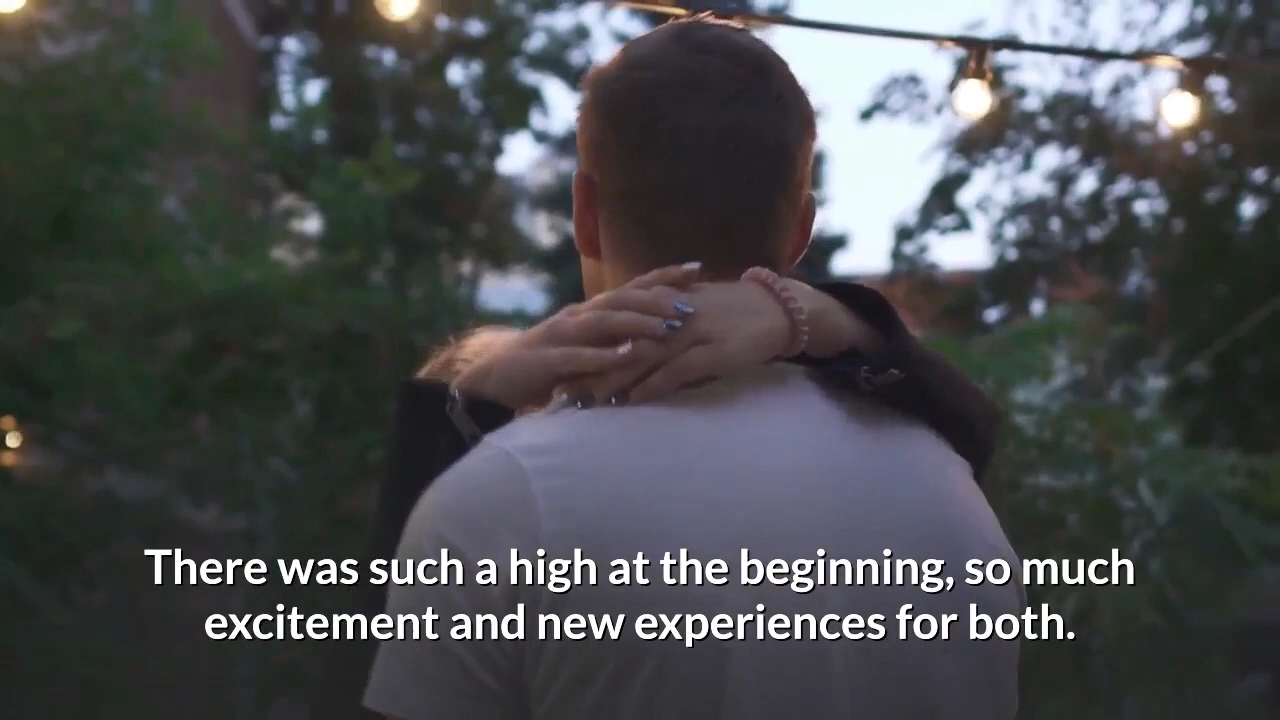 There was such a high at the beginning, so much
excitement and new experiences for both.